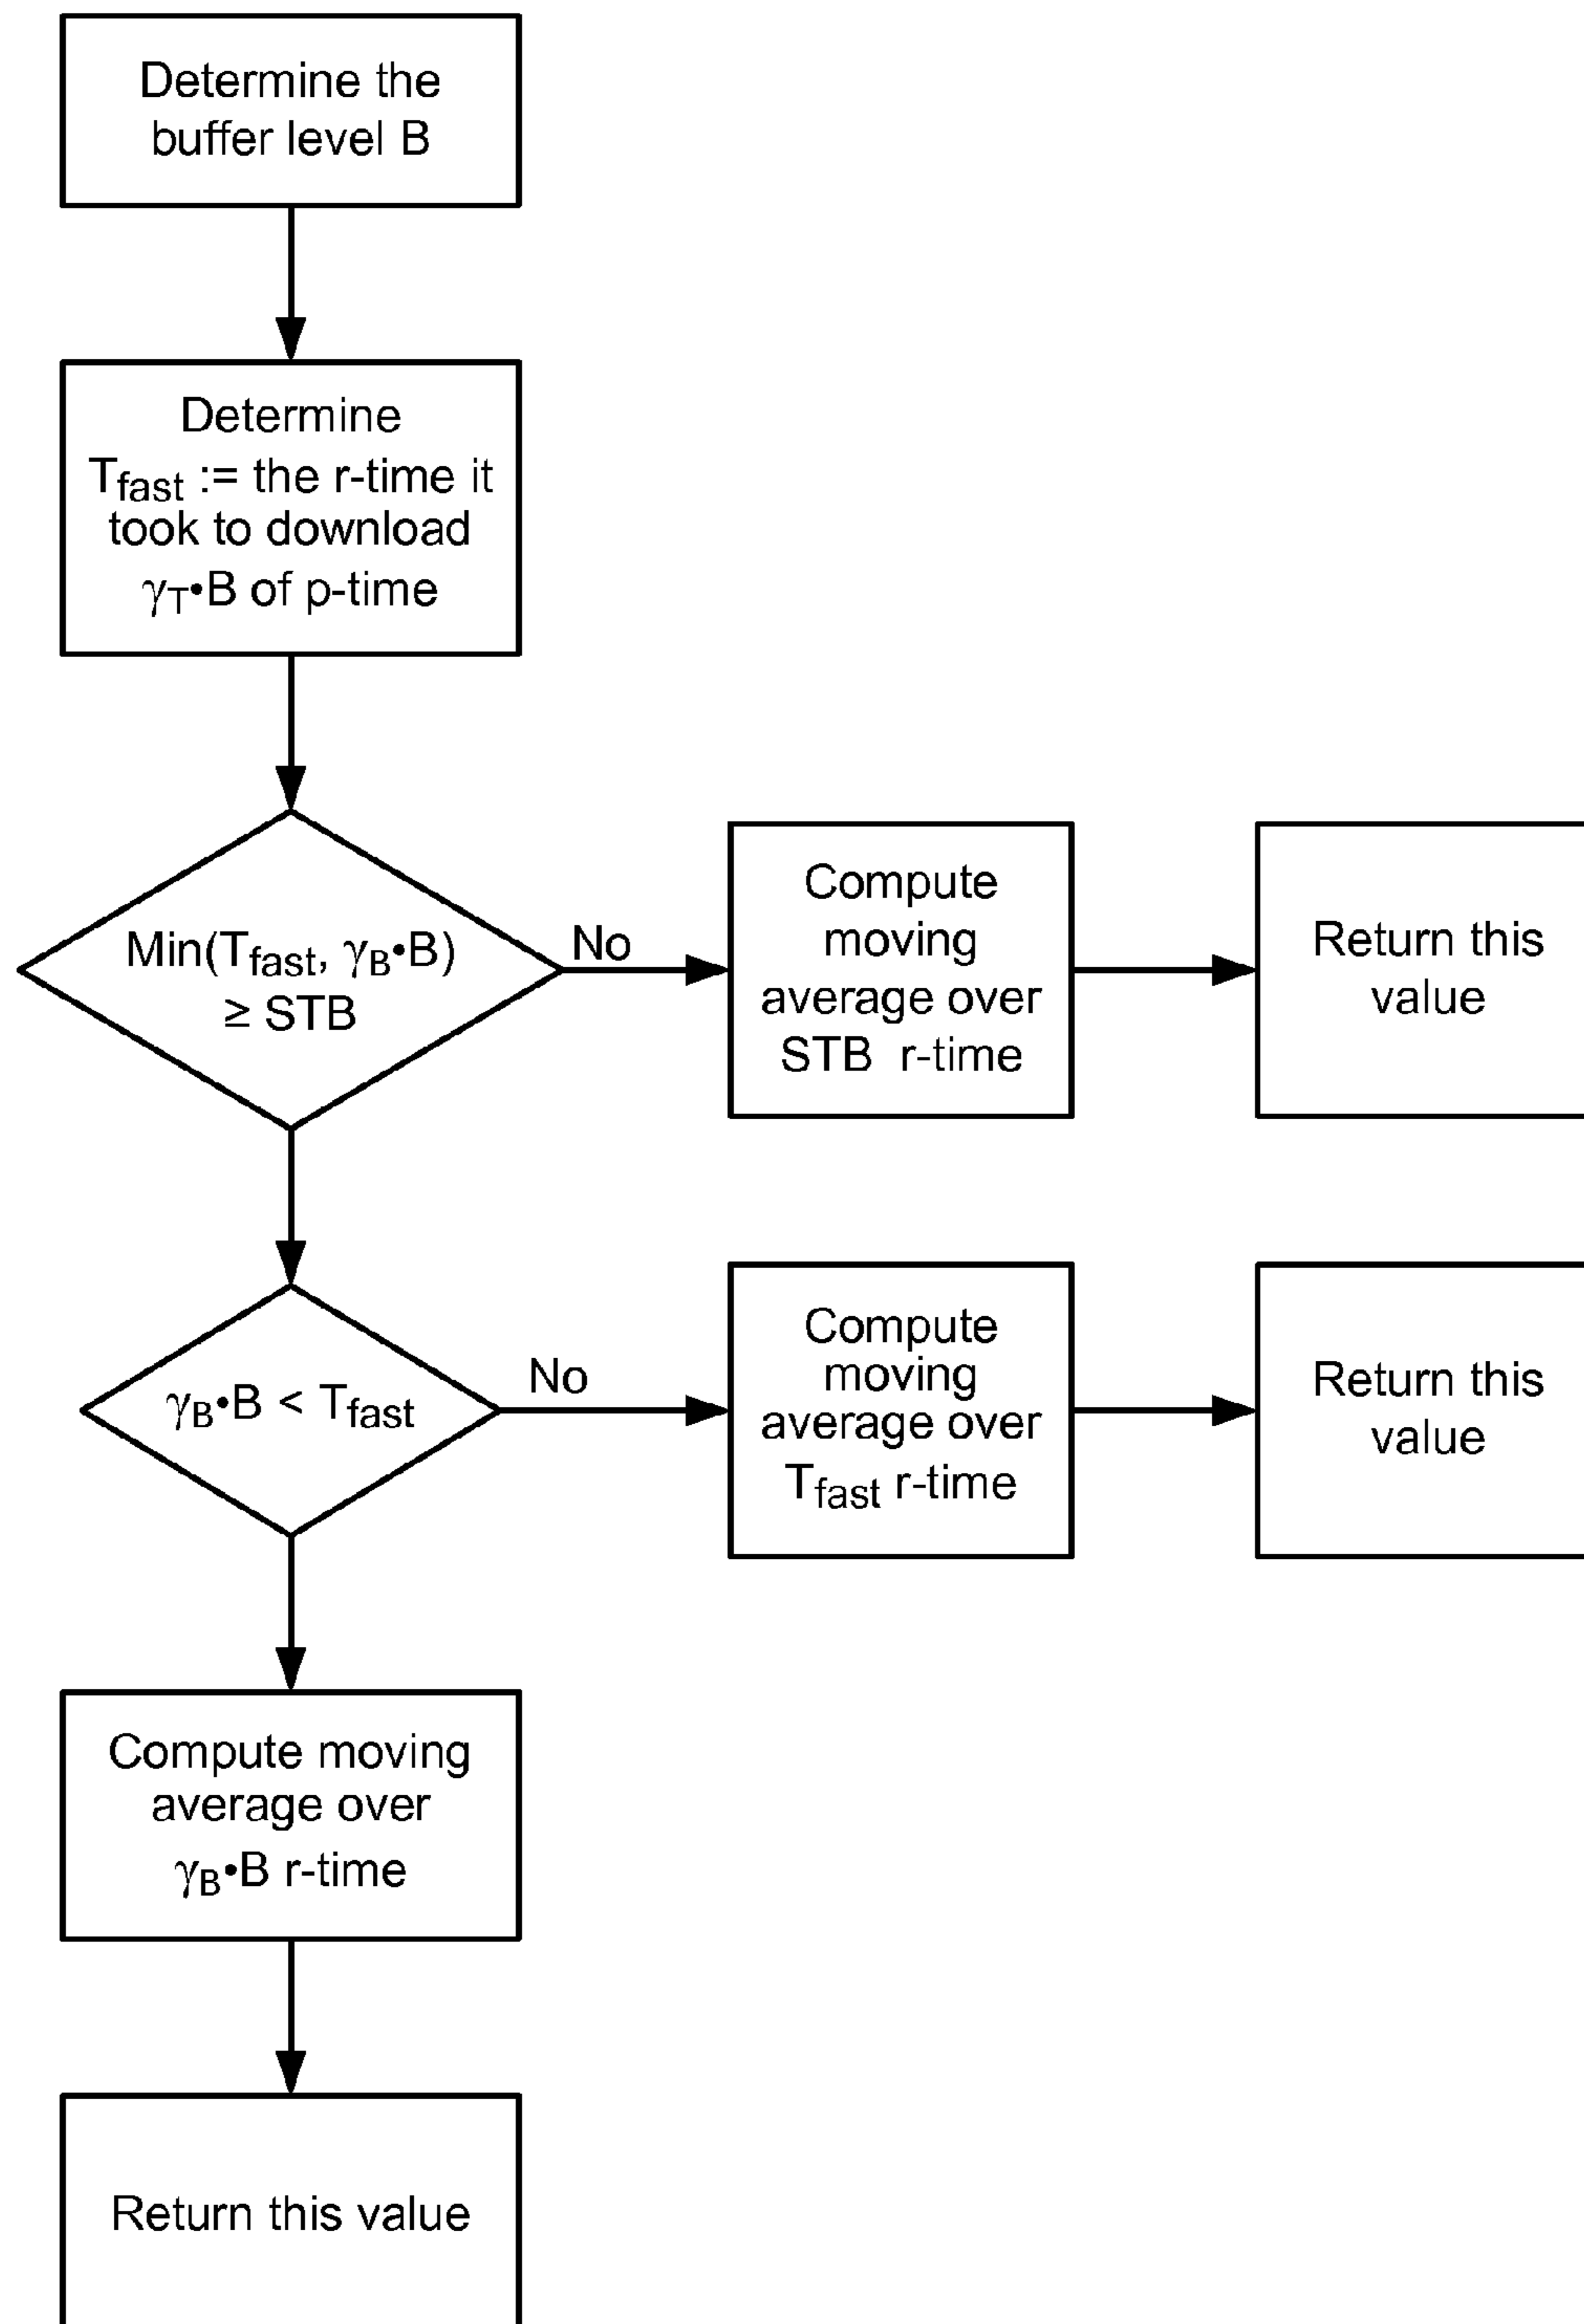 Determine the
buffer level B
Determine
Tfast := the r-time it
took to download
γT•B of p-time
Min(Tfast, γB•B)
≥ STB
No
Compute
moving
average over
STB r-time
Return this
value
γB•B < Tfast
No
Compute
moving
average over
Tfast r-time
Return this
value
Compute moving
average over
γB•B r-time
Return this value